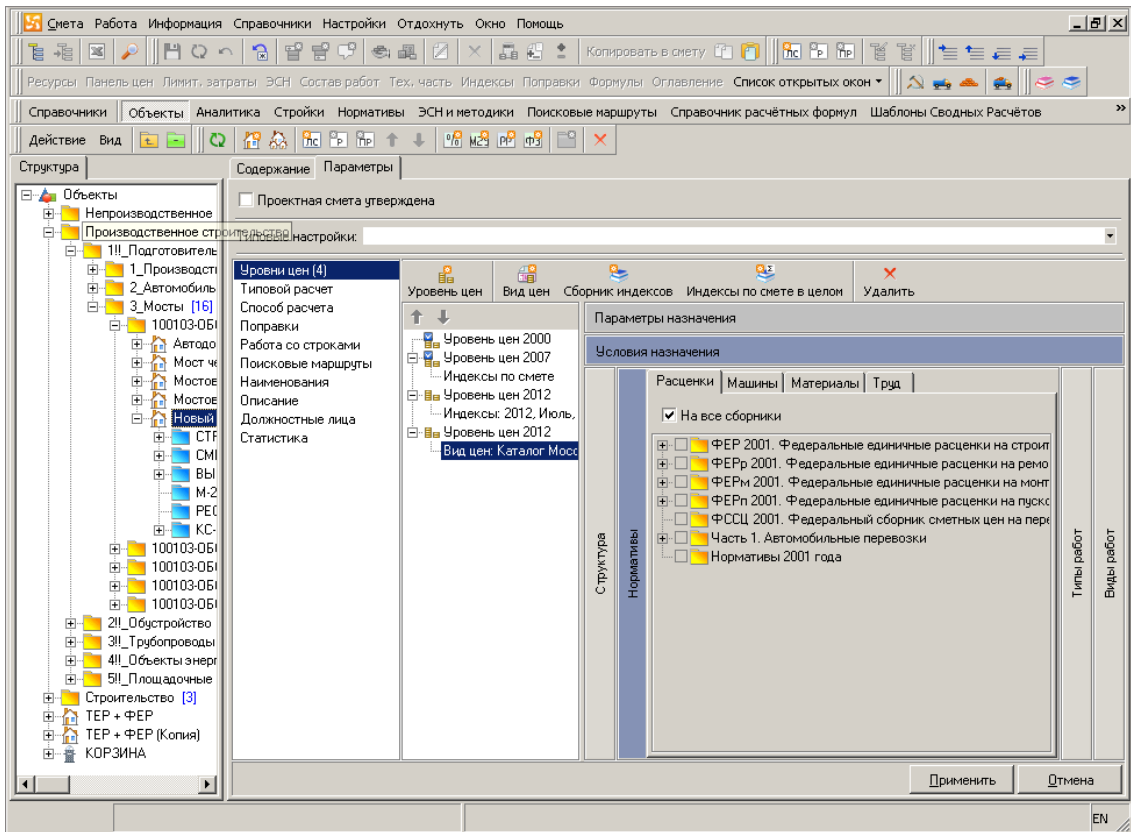 Смета Работа Информация Справочники Настройки Отдохнуть Окно Помощь
Копировать в смету
Ресурсы Панель цен Лимит. затраты ЭСН Состав работ Тех. часть Индексы Поправки Формулы Оглавление Список открытых окон
Справочники Объекты Аналитика Стройки Нормативы ЭСН и методики Поисковые маршруты Справочник расчётных формул Шаблоны Сводных Расчётов »
Действие Вид
Структура
Содержание Параметры
Объекты
Непроизводственное
Производственное строительство
1!!_Подготовитель
1_Производст
2_Автомобиль
3_Мосты [16]
100103-ОБ
Автодо
Мост че
Мостов
Мостов
Новый
СТР
СМ
ВЫ
М-2
РЕС
КС-
100103-ОБ
100103-ОБ
100103-ОБ
100103-ОБ
2!!_Обустройство
3!!_Трубопроводы
4!!_Объекты энерг
5!!_Площадочные
Строительство [3]
ТЕР + ФЕР
ТЕР + ФЕР (Копия)
КОРЗИНА
Проектная смета утверждена
Типовые настройки:
Уровни цен (4)
Типовой расчет
Способ расчета
Поправки
Работа со строками
Поисковые маршруты
Наименования
Описание
Должностные лица
Статистика
Уровень цен Вид цен Сборник индексов Индексы по смете в целом Удалить
Уровень цен 2000
Уровень цен 2007
Индексы по смете
Уровень цен 2012
Индексы: 2012, Июль,
Уровень цен 2012
Вид цен: Каталог Мосс
Параметры назначения
Условия назначения
Структура
Нормативы
Расценки Машины Материалы Труд
На все сборники
ФЕР 2001. Федеральные единичные расценки на строит
ФЕРр 2001. Федеральные единичные расценки на ремо
ФЕРм 2001. Федеральные единичные расценки на монт
ФЕРп 2001. Федеральные единичные расценки на пуско
ФССЦ 2001. Федеральный сборник сметных цен на пере
Часть 1. Автомобильные перевозки
Нормативы 2001 года
Типы работ
Виды работ
Применить Отмена
EN